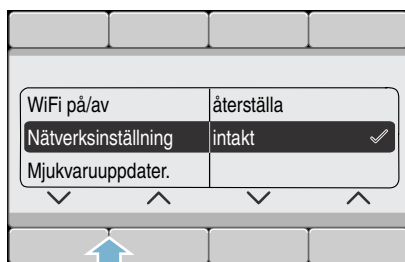 WiFi på/av återställa
Nätverksinställning intakt
Mjukvaruuppdater.